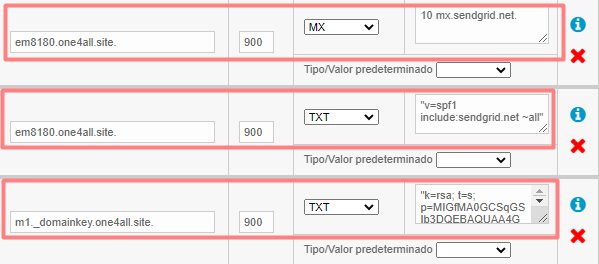 10 mx.sendgrid.net.
em8180.one4all.site.
900
MX
Tipo/Valor predeterminado
em8180.one4all.site.
900
TXT
"v=spf1
include:sendgrid.net ~all"
Tipo/Valor predeterminado
m1._domainkey.one4all.site.
900
TXT
"k=rsa; t=s;
p=MIGfMA0GCSqGS
Ib3DQEBAQUAA4G
Tipo/Valor predeterminado